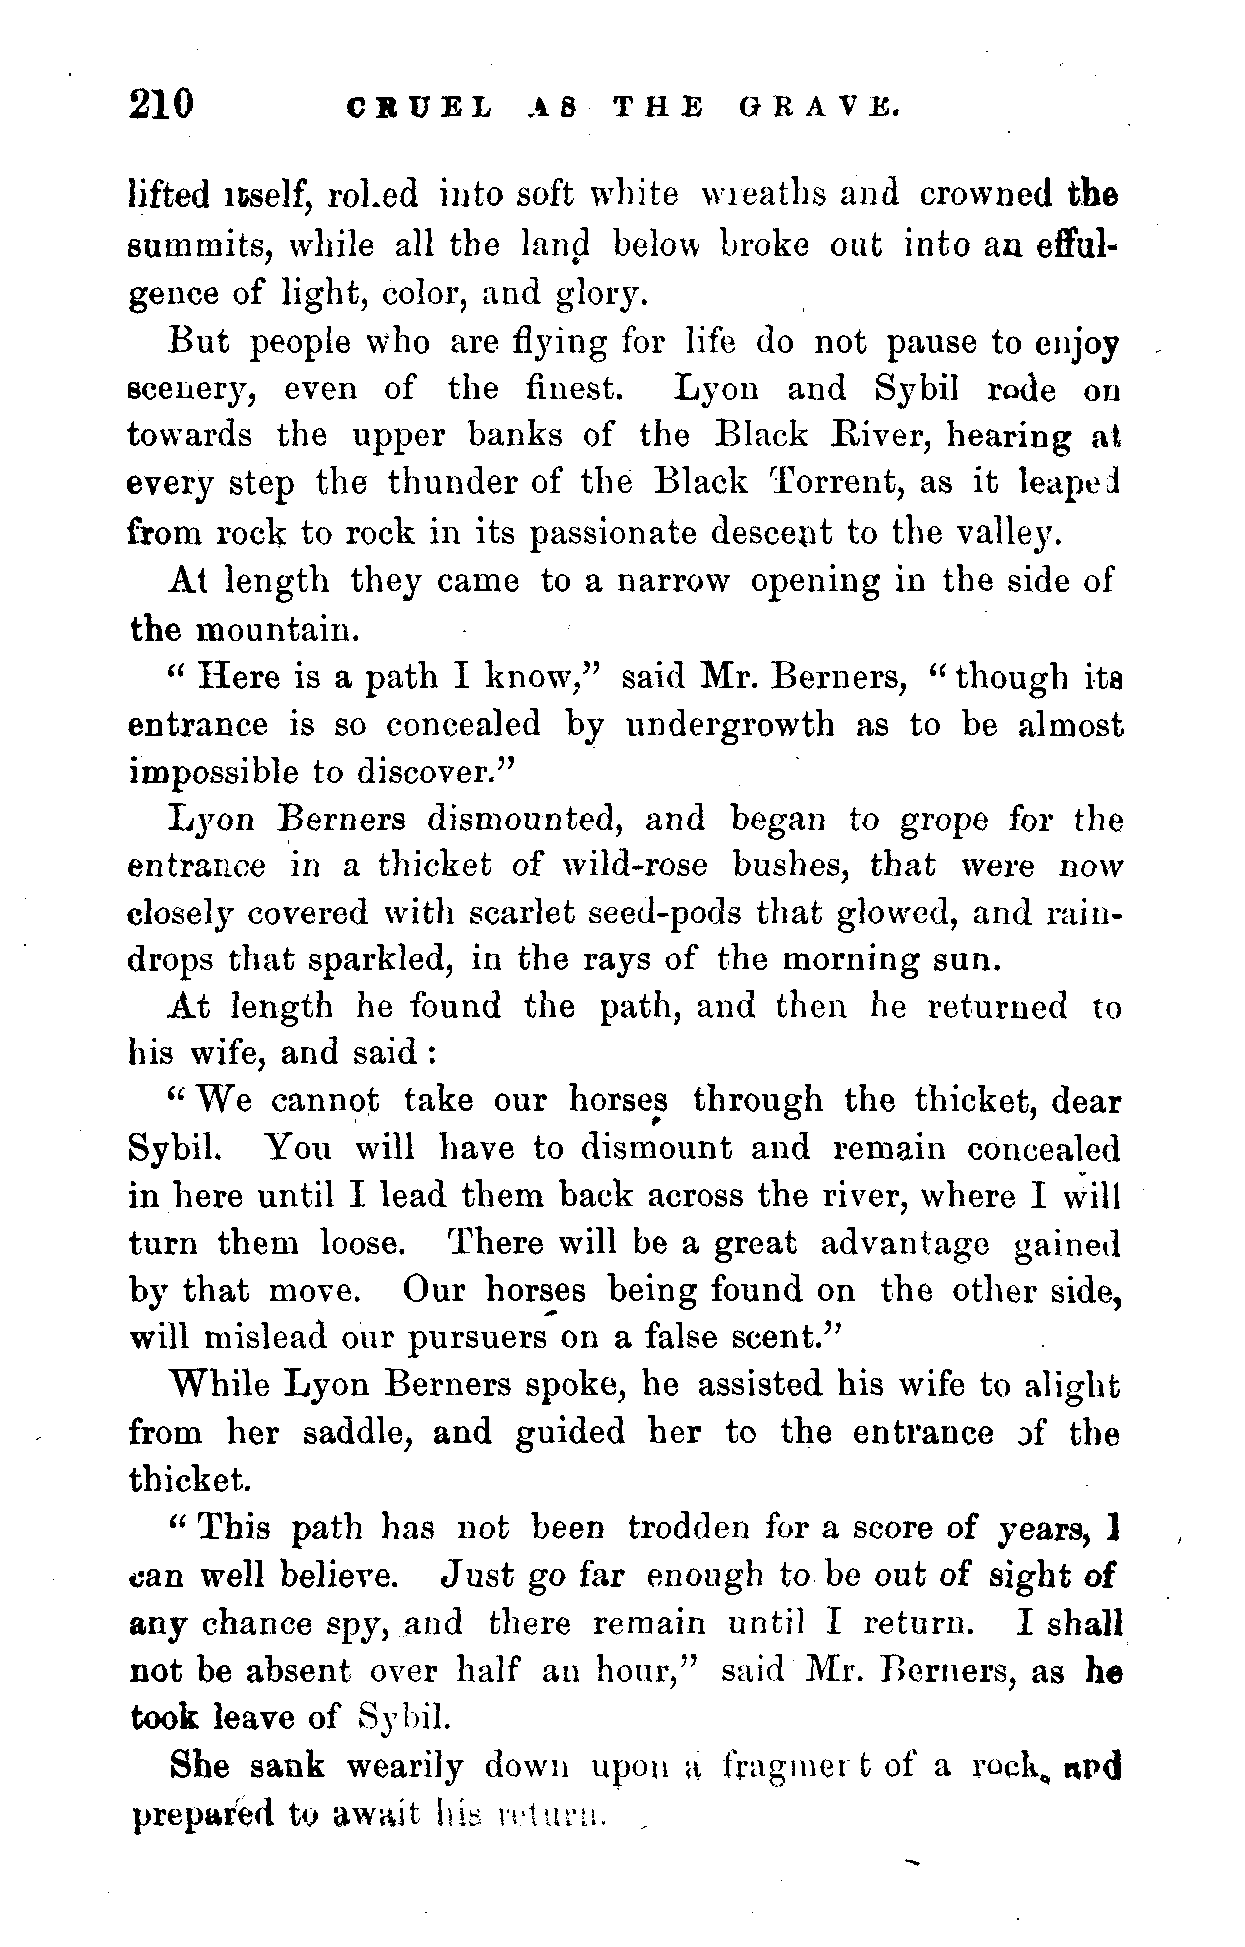 210 CRUEL AS THE GRAVE.
lifted itself, rolled into soft white wreaths and crowned the
summits, while all the land below broke out into an efful-
gence of light, color, and glory.
But people who are flying for life do not pause to enjoy
scenery, even of the finest. Lyon and Sybil rode on
towards the upper banks of the Black River, hearing at
every step the thunder of the Black Torrent, as it leaped
from rock to rock in its passionate descent to the valley.
At length they came to a narrow opening in the side of
the mountain.
“ Here is a path I know,” said Mr. Berners, “ though its
entrance is so concealed by undergrowth as to be almost
impossible to discover.”
Lyon Berners dismounted, and began to grope for the
entrance in a thicket of wild-rose bushes, that were now
closely covered with scarlet seed-pods that glowed, and rain-
drops that sparkled, in the rays of the morning sun.
At length he found the path, and then he returned to
his wife, and said :
“ We cannot take our horses through the thicket, dear
Sybil. You will have to dismount and remain concealed
in here until I lead them back across the river, where I will
turn them loose. There will be a great advantage gained
by that move. Our horses being found on the other side,
will mislead our pursuers on a false scent.”
While Lyon Berners spoke, he assisted his wife to alight
from her saddle, and guided her to the entrance of the
thicket.
“ This path has not been trodden for a score of years, I
can well believe. Just go far enough to be out of sight of
any chance spy, and there remain until I return. I shall
not be absent over half an hour,” said Mr. Berners, as he
took leave of Sybil.
She sank wearily down upon a fragment of a rock, and
prepared to await his return.